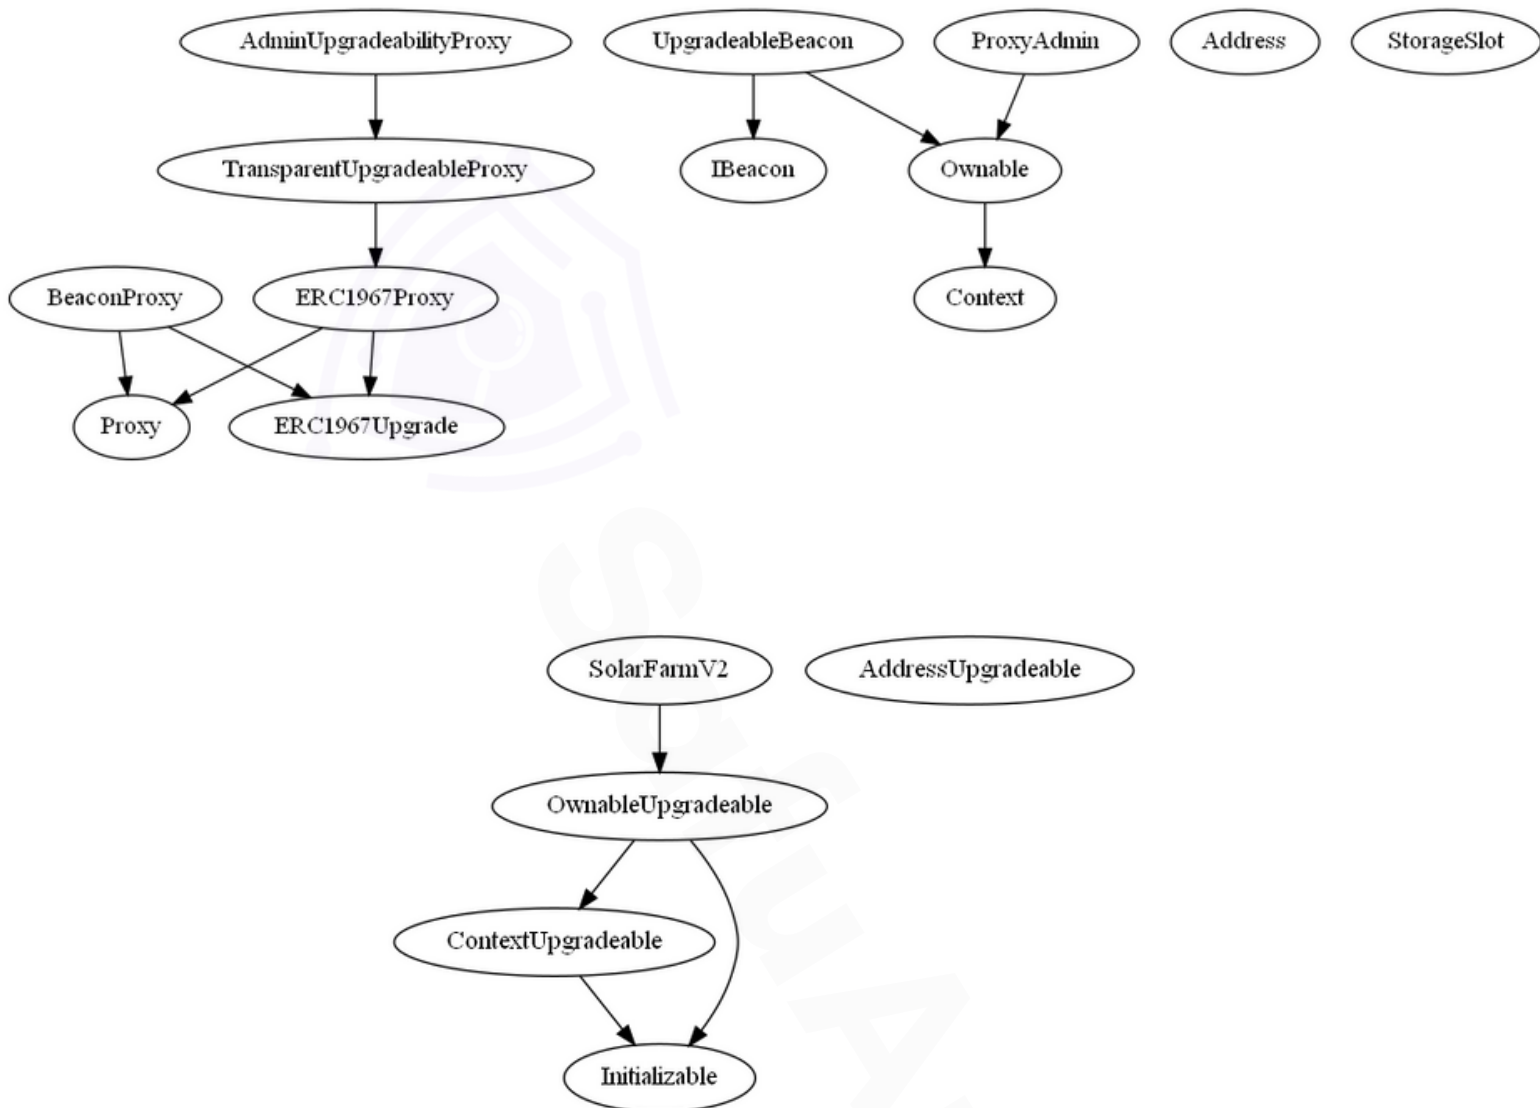 AdminUpgradeabilityProxy
UpgradeableBeacon
ProxyAdmin
Address
StorageSlot
TransparentUpgradeableProxy
IBeacon
Ownable
BeaconProxy
ERC1967Proxy
Context
Proxy
ERC1967Upgrade
SolarFarmV2
AddressUpgradeable
OwnableUpgradeable
ContextUpgradeable
Initializable